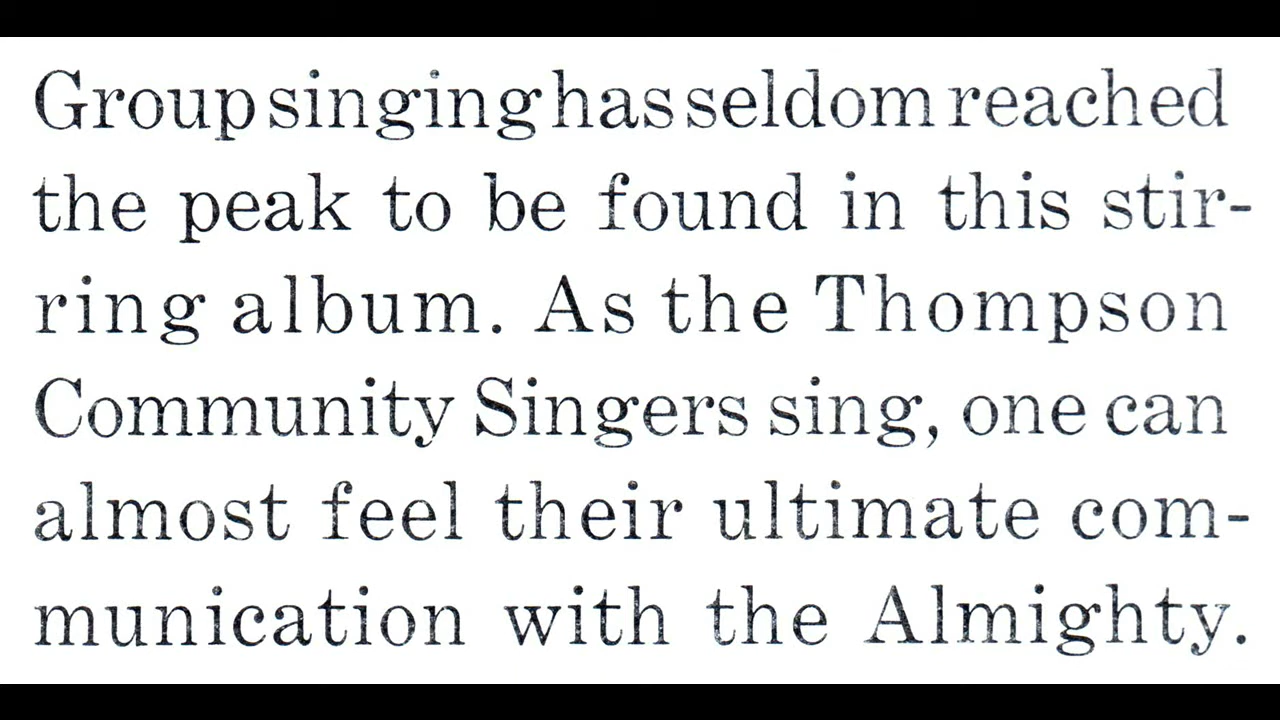 Group singing has seldom reached
the peak to be found in this stir-
ring album. As the Thompson
Community Singers sing, one can
almost feel their ultimate com-
munication with the Almighty.